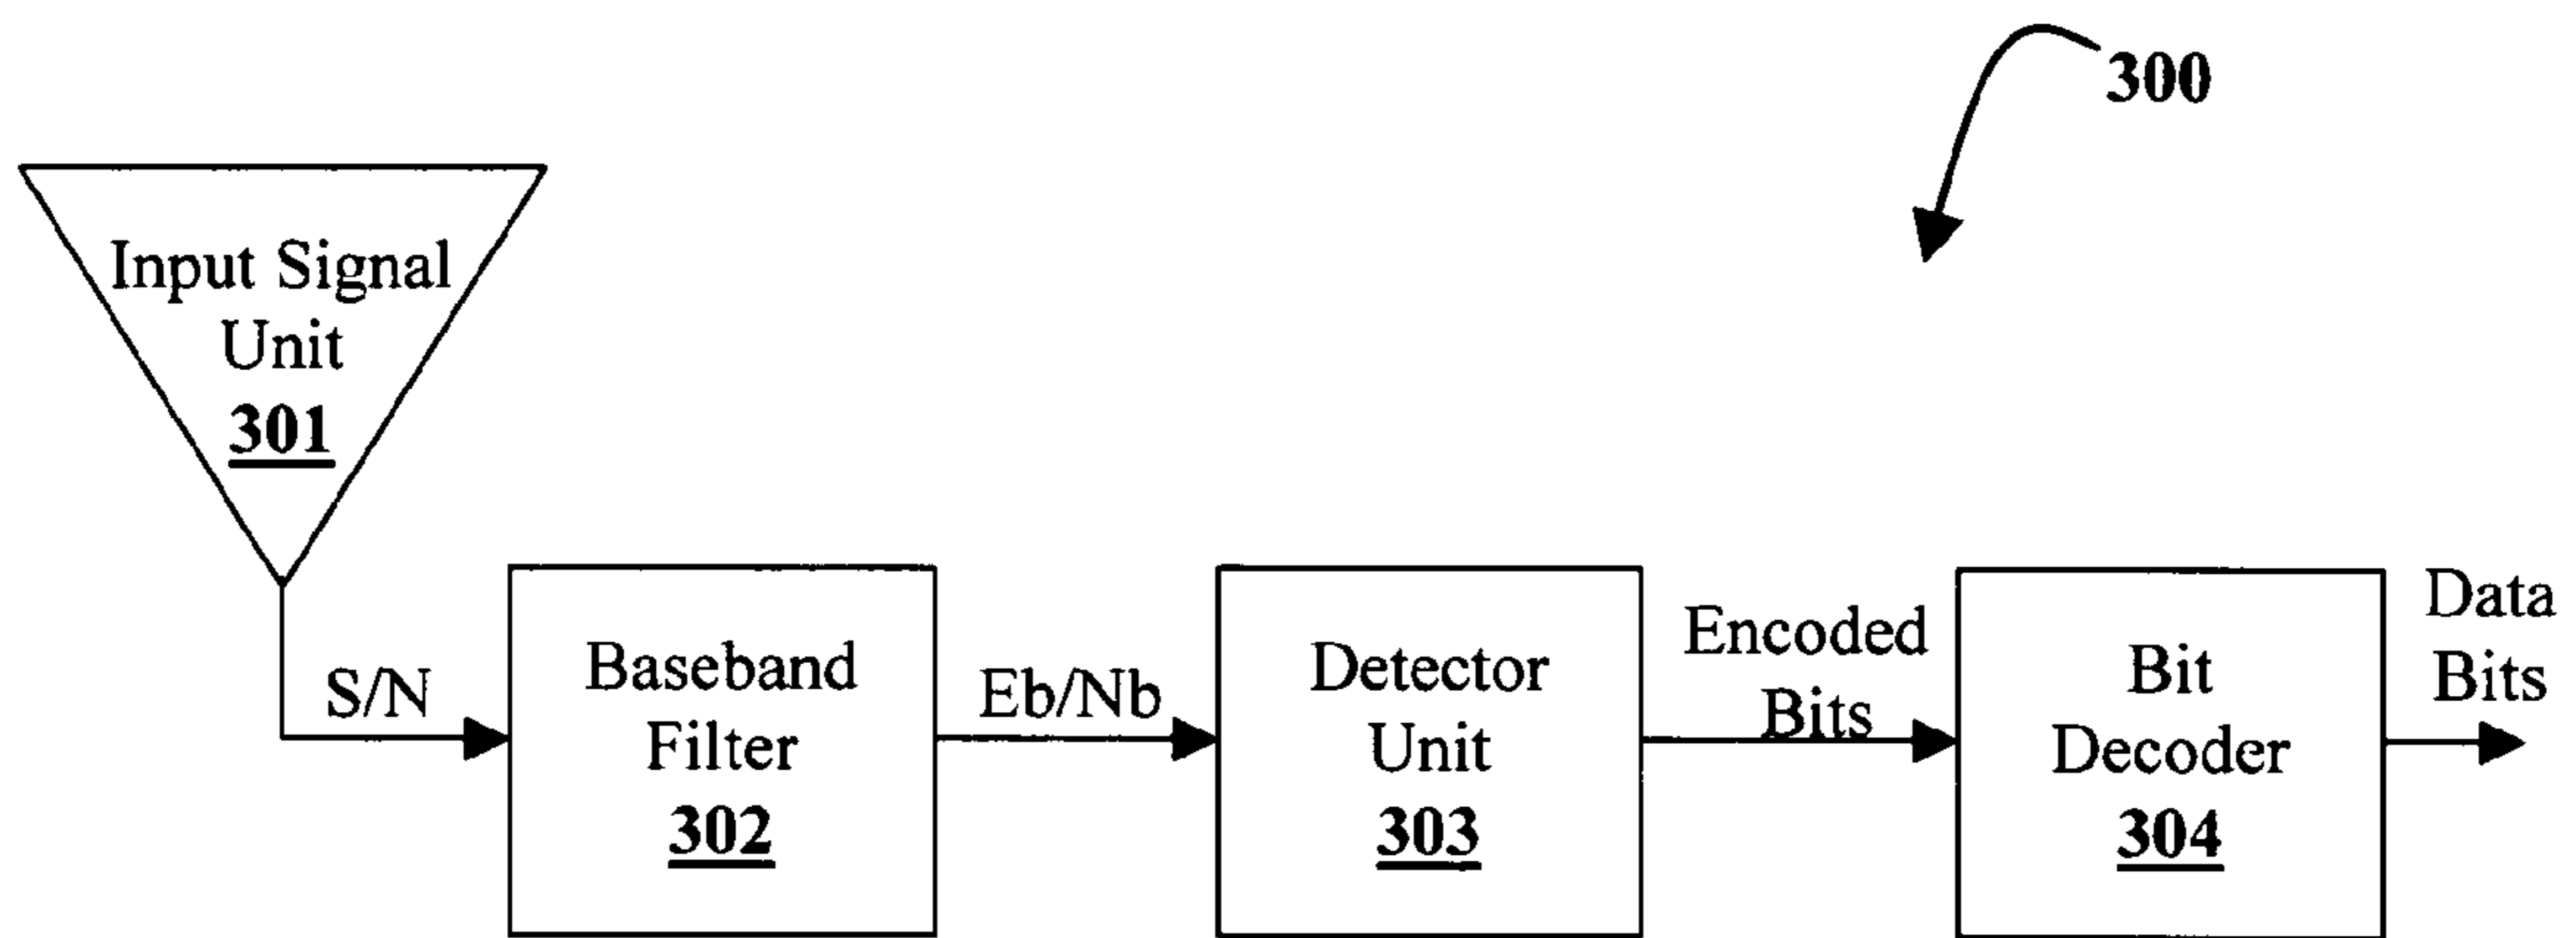 300
Input Signal
Unit
301
S/N
Baseband
Filter
302
Eb/Nb
Detector
Unit
303
Encoded
Bits
Bit
Decoder
304
Data
Bits